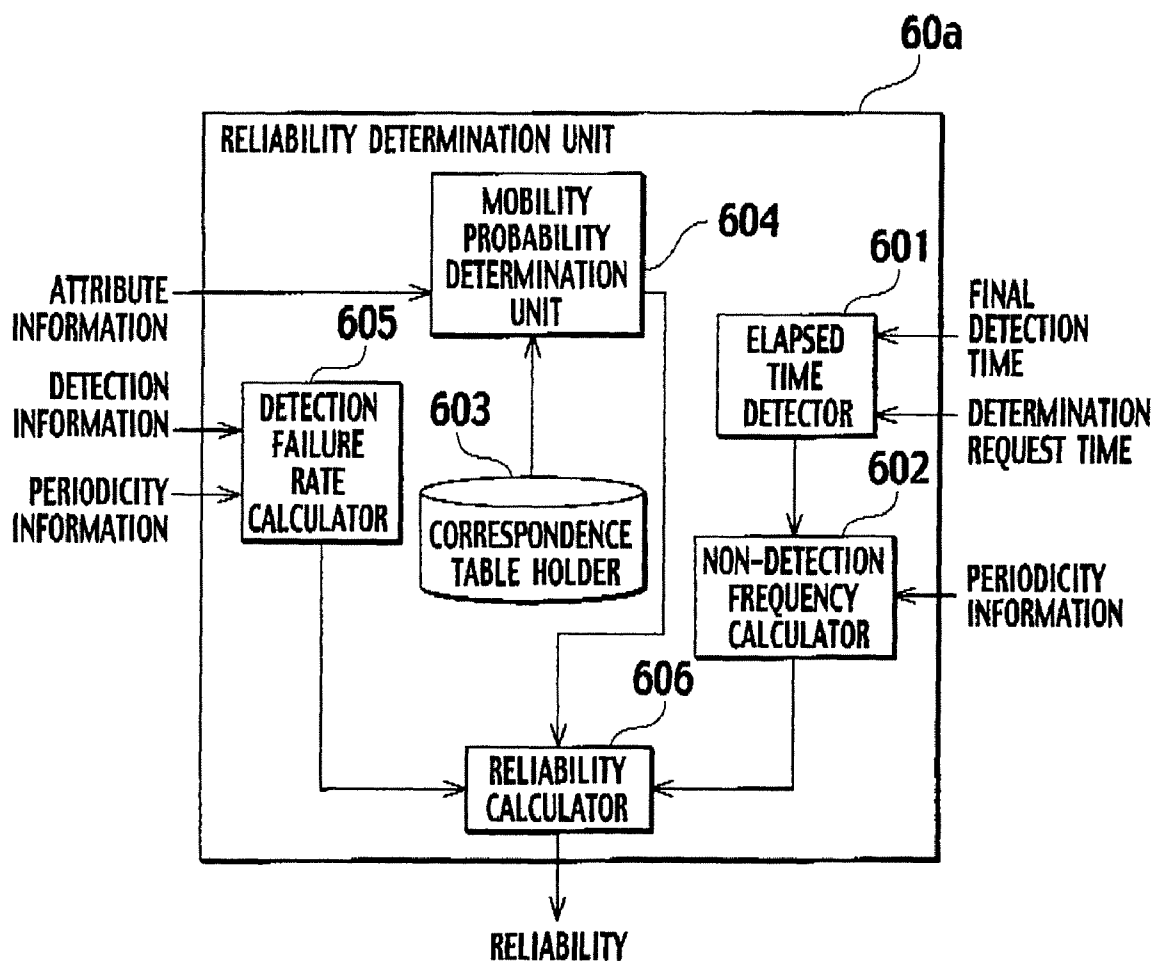 60a
RELIABILITY DETERMINATION UNIT
MOBILITY
PROBABILITY
DETERMINATION
UNIT
604
601
ATTRIBUTE
INFORMATION
605
FINAL
DETECTION
TIME
ELAPSED
TIME
DETECTOR
DETECTION
INFORMATION
DETECTION
FAILURE
RATE
CALCULATOR
603
DETERMINATION
REQUEST TIME
PERIODICITY
INFORMATION
602
CORRESPONDENCE
TABLE HOLDER
NON-DETECTION
FREQUENCY
CALCULATOR
PERIODICITY
INFORMATION
606
RELIABILITY
CALCULATOR
RELIABILITY